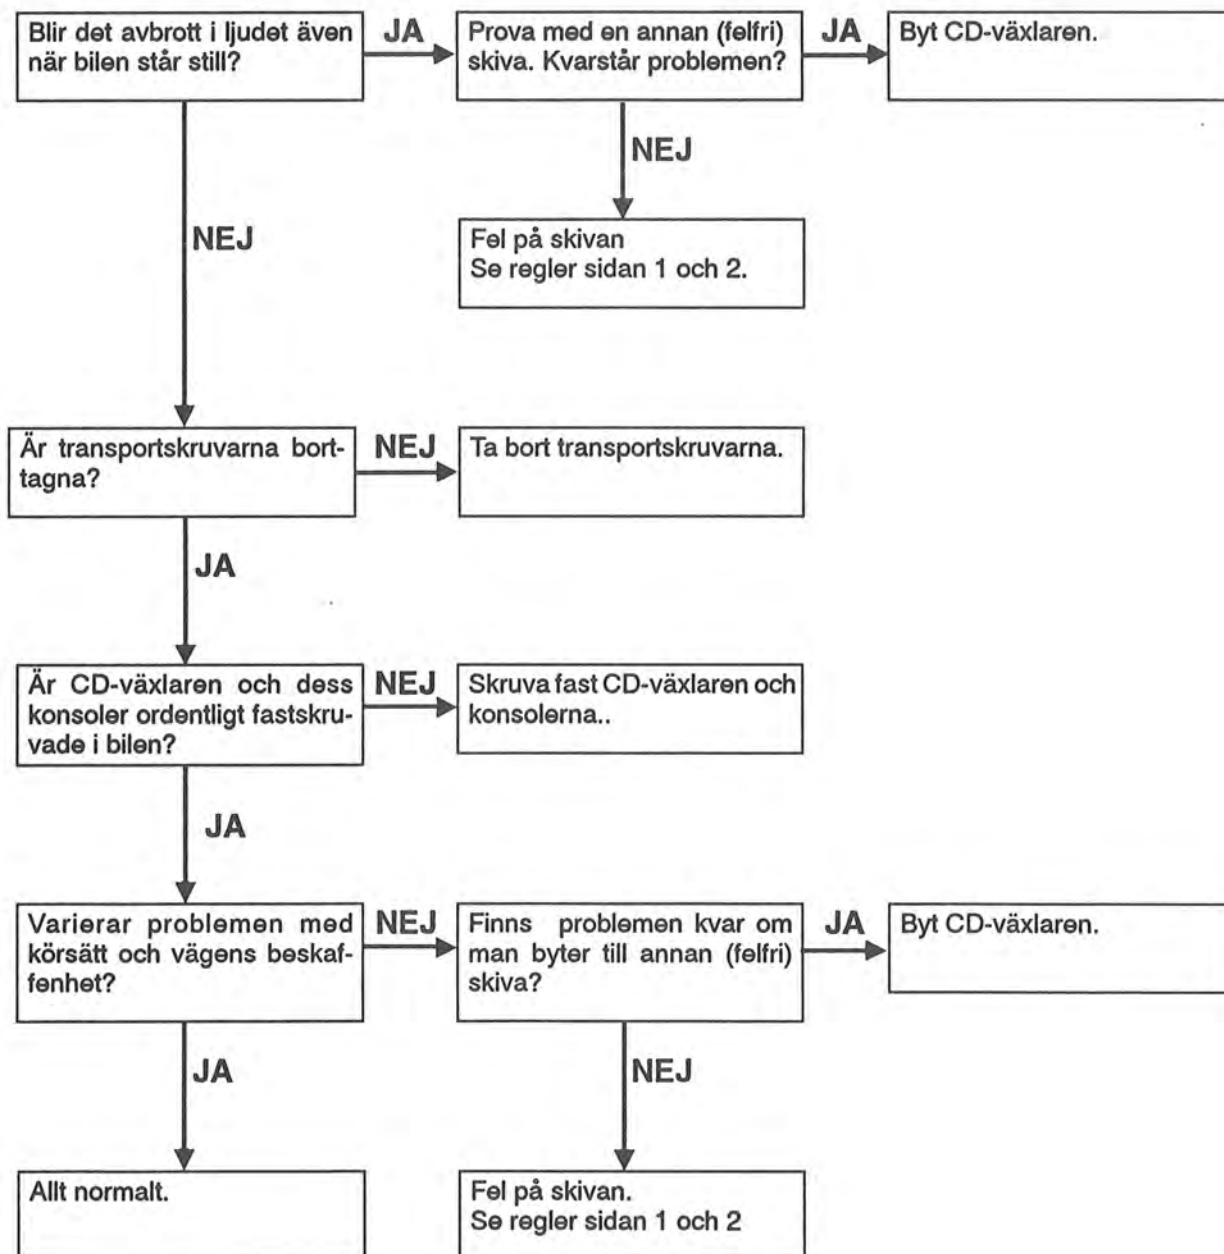 Blir det avbrott i ljudet även
när bilen står still?
JA
Prova med en annan (felfri)
skiva. Kvarstår problemen?
JA
Byt CD-växlaren.
NEJ
NEJ
Fel på skivan
Se regler sidan 1 och 2.
Är transportskruvarna bort-
tagna?
NEJ
Ta bort transportskruvarna.
JA
Är CD-växlaren och dess
konsoler ordentligt fastskru-
vade i bilen?
NEJ
Skruva fast CD-växlaren och
konsolerna..
JA
Varierar problemen med
körsätt och vägens beskaf-
fenhet?
NEJ
Finns problemen kvar om
man byter till annan (felfri)
skiva?
JA
Byt CD-växlaren.
JA
NEJ
Allt normalt.
Fel på skivan.
Se regler sidan 1 och 2